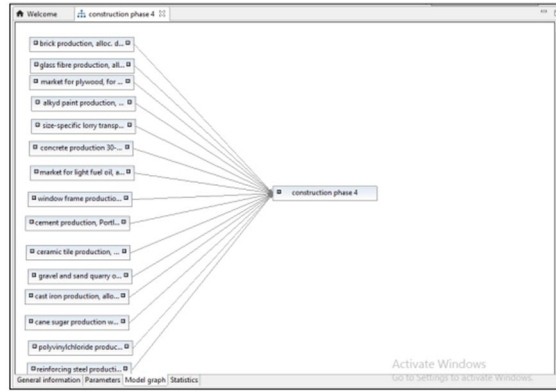 Welcome construction phase 4
brick production, alloc. d...
glass fibre production, all...
market for plywood, for ...
alkyd paint production, ...
size-specific lorry transp...
concrete production 30-...
market for light fuel oil, a...
construction phase 4
window frame productio...
cement production, Portl...
ceramic tile production, ...
gravel and sand quarry o...
cast iron production, allo...
cane sugar production w...
polyvinylchloride produc...
reinforcing steel producti...
Activate Windows
Go to Settings to activate Windows.
General information Parameters Model graph Statistics